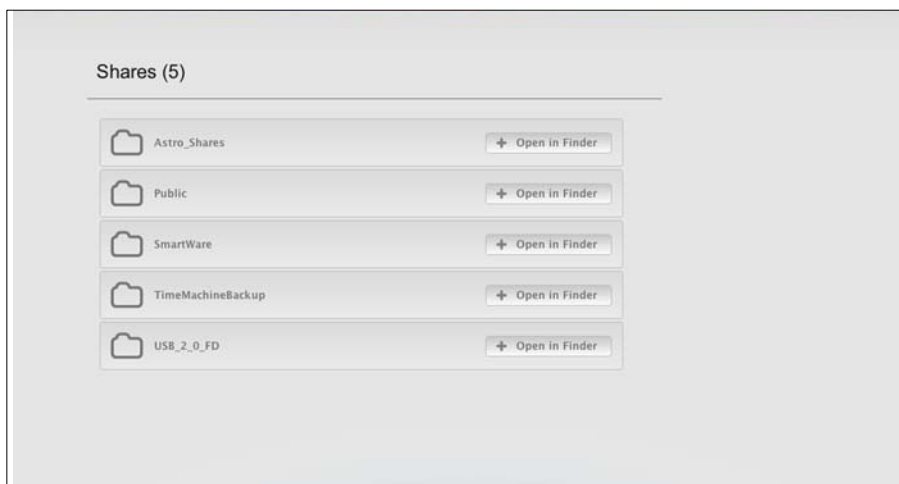 Shares (5)
Astro_Shares + Open in Finder
Public + Open in Finder
SmartWare + Open in Finder
TimeMachineBackup + Open in Finder
USB_2_0_FD + Open in Finder